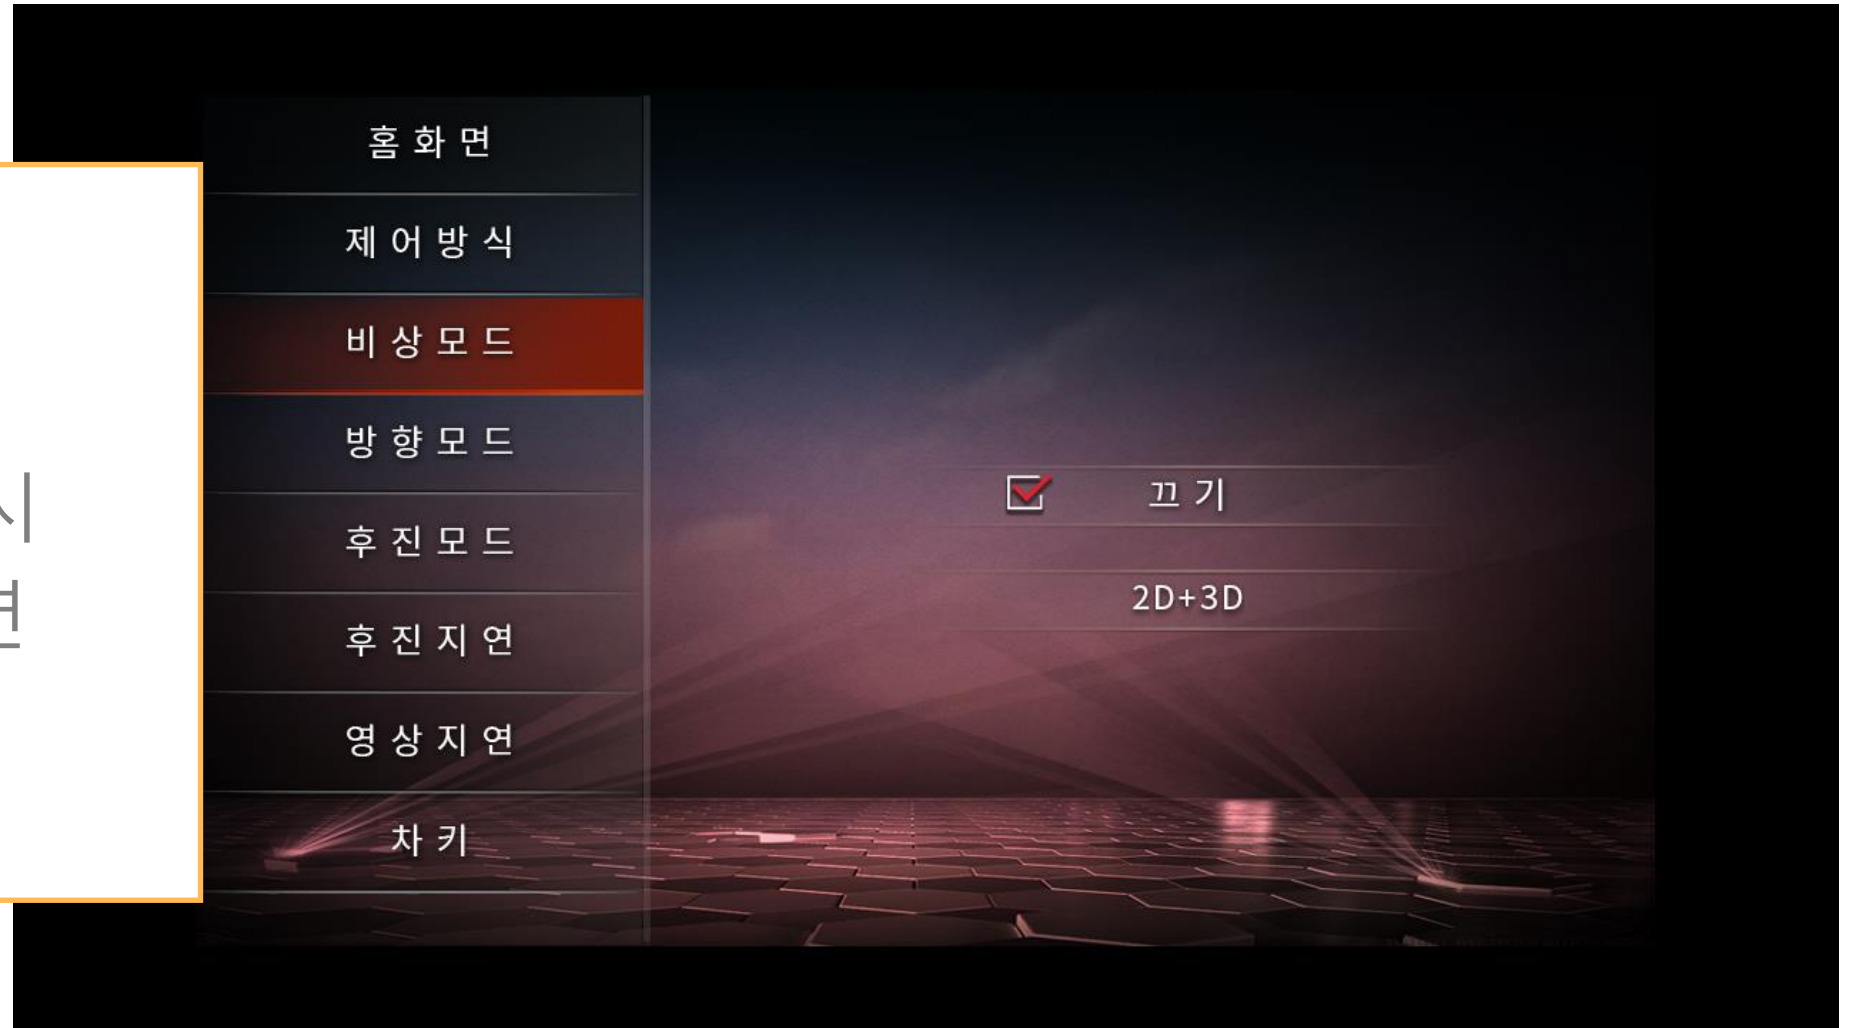 홈화면
제어방식
비상모드
방향모드
후진모드
후진지연
영상지연
차키
끄기
2D+3D
시